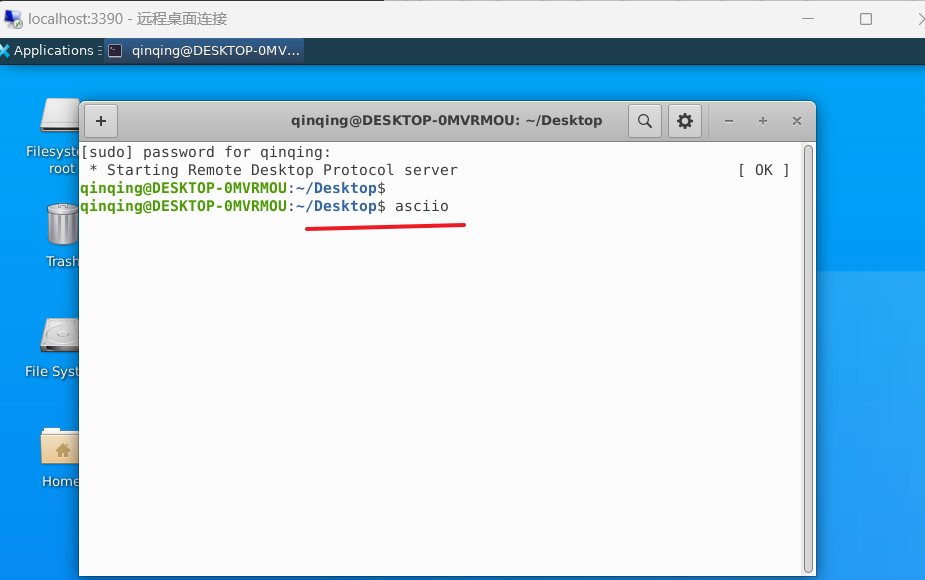 localhost:3390 - 远程桌面连接
Applications
qinqing@DESKTOP-0MV...
qinqing@DESKTOP-0MVRMOU: ~/Desktop
[sudo] password for qinqing:
* Starting Remote Desktop Protocol server [ OK ]
qinqing@DESKTOP-0MVRMOU:~/Desktop$
qinqing@DESKTOP-0MVRMOU:~/Desktop$ asciio
Filesyste
root
Trash
File Syst
Home